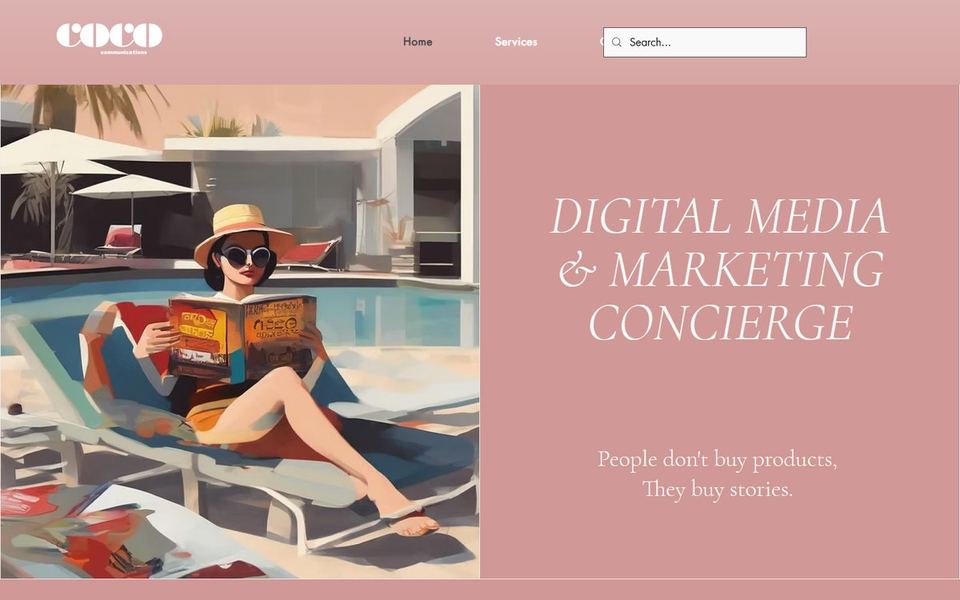 COCO
communications
Home
Services
Search...
DIGITAL MEDIA
& MARKETING
CONCIERGE
People don't buy products,
They buy stories.